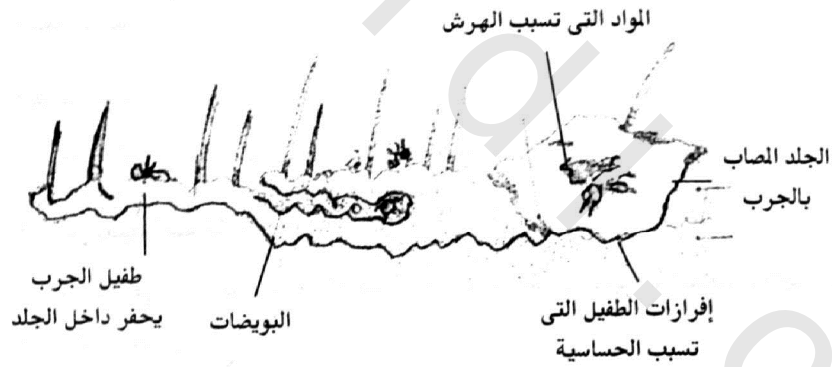 المواد التى تسبب الهرش
الجلد المصاب
بالجرب
طفيل الجرب
يحفر داخل الجلد
البويضات
إفرازات الطفيل التى
تسبب الحساسية